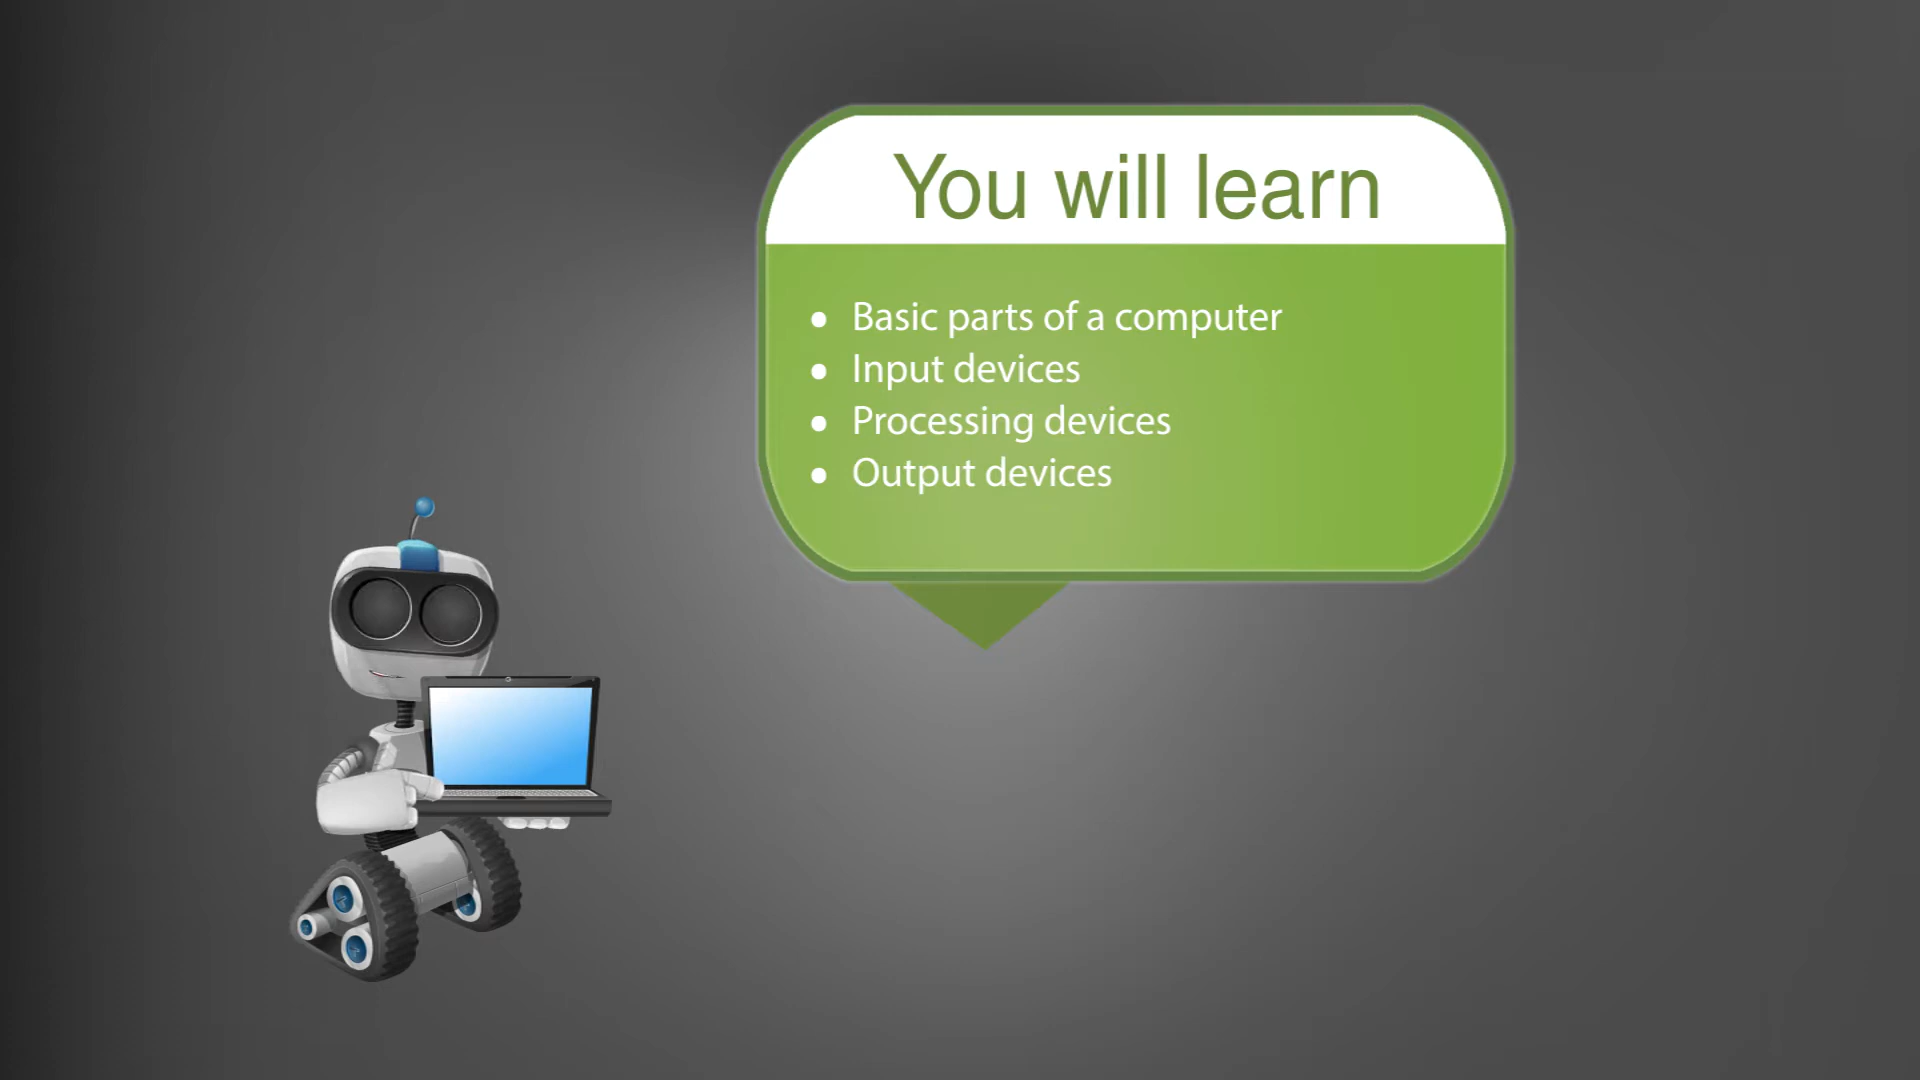 You will learn
• Basic parts of a computer
• Input devices
• Processing devices
• Output devices